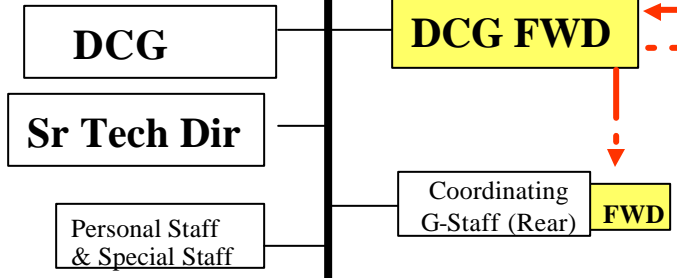 DCG
DCG FWD
Sr Tech Dir
Coordinating
G-Staff (Rear)
FWD
Personal Staff
& Special Staff